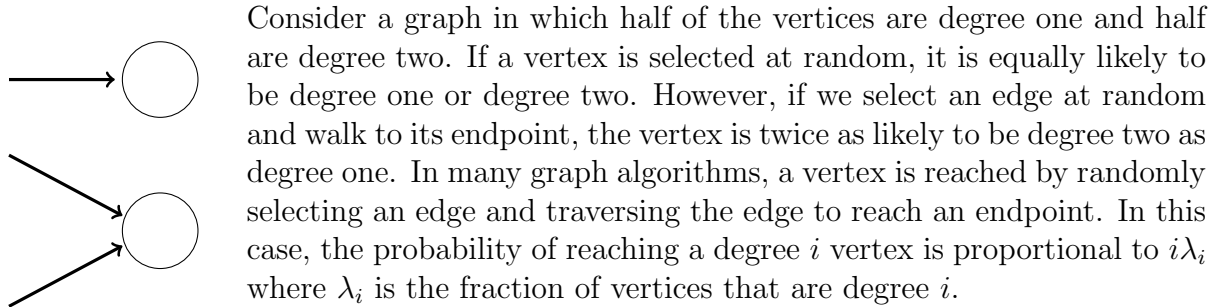 Consider a graph in which half of the vertices are degree one and half
are degree two. If a vertex is selected at random, it is equally likely to
be degree one or degree two. However, if we select an edge at random
and walk to its endpoint, the vertex is twice as likely to be degree two as
degree one. In many graph algorithms, a vertex is reached by randomly
selecting an edge and traversing the edge to reach an endpoint. In this
case, the probability of reaching a degree i vertex is proportional to iλᵢ
where λᵢ is the fraction of vertices that are degree i.